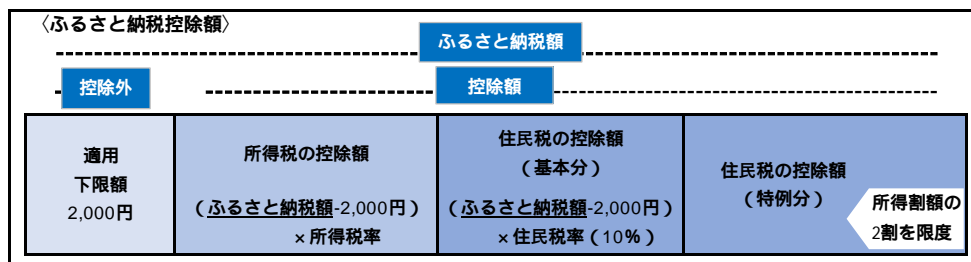 〈ふるさと納税控除額〉
ふるさと納税額
控除外
控除額
適用
下限額
2,000円
所得税の控除額
（ふるさと納税額-2,000円）
×所得税率
住民税の控除額
（基本分）
（ふるさと納税額-2,000円）
×住民税率（10%）
住民税の控除額
（特例分）
所得割額の
2割を限度